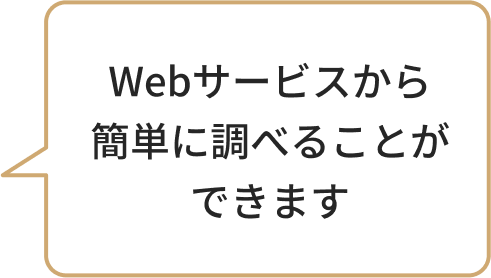 Webサービスから
簡単に調べることが
できます